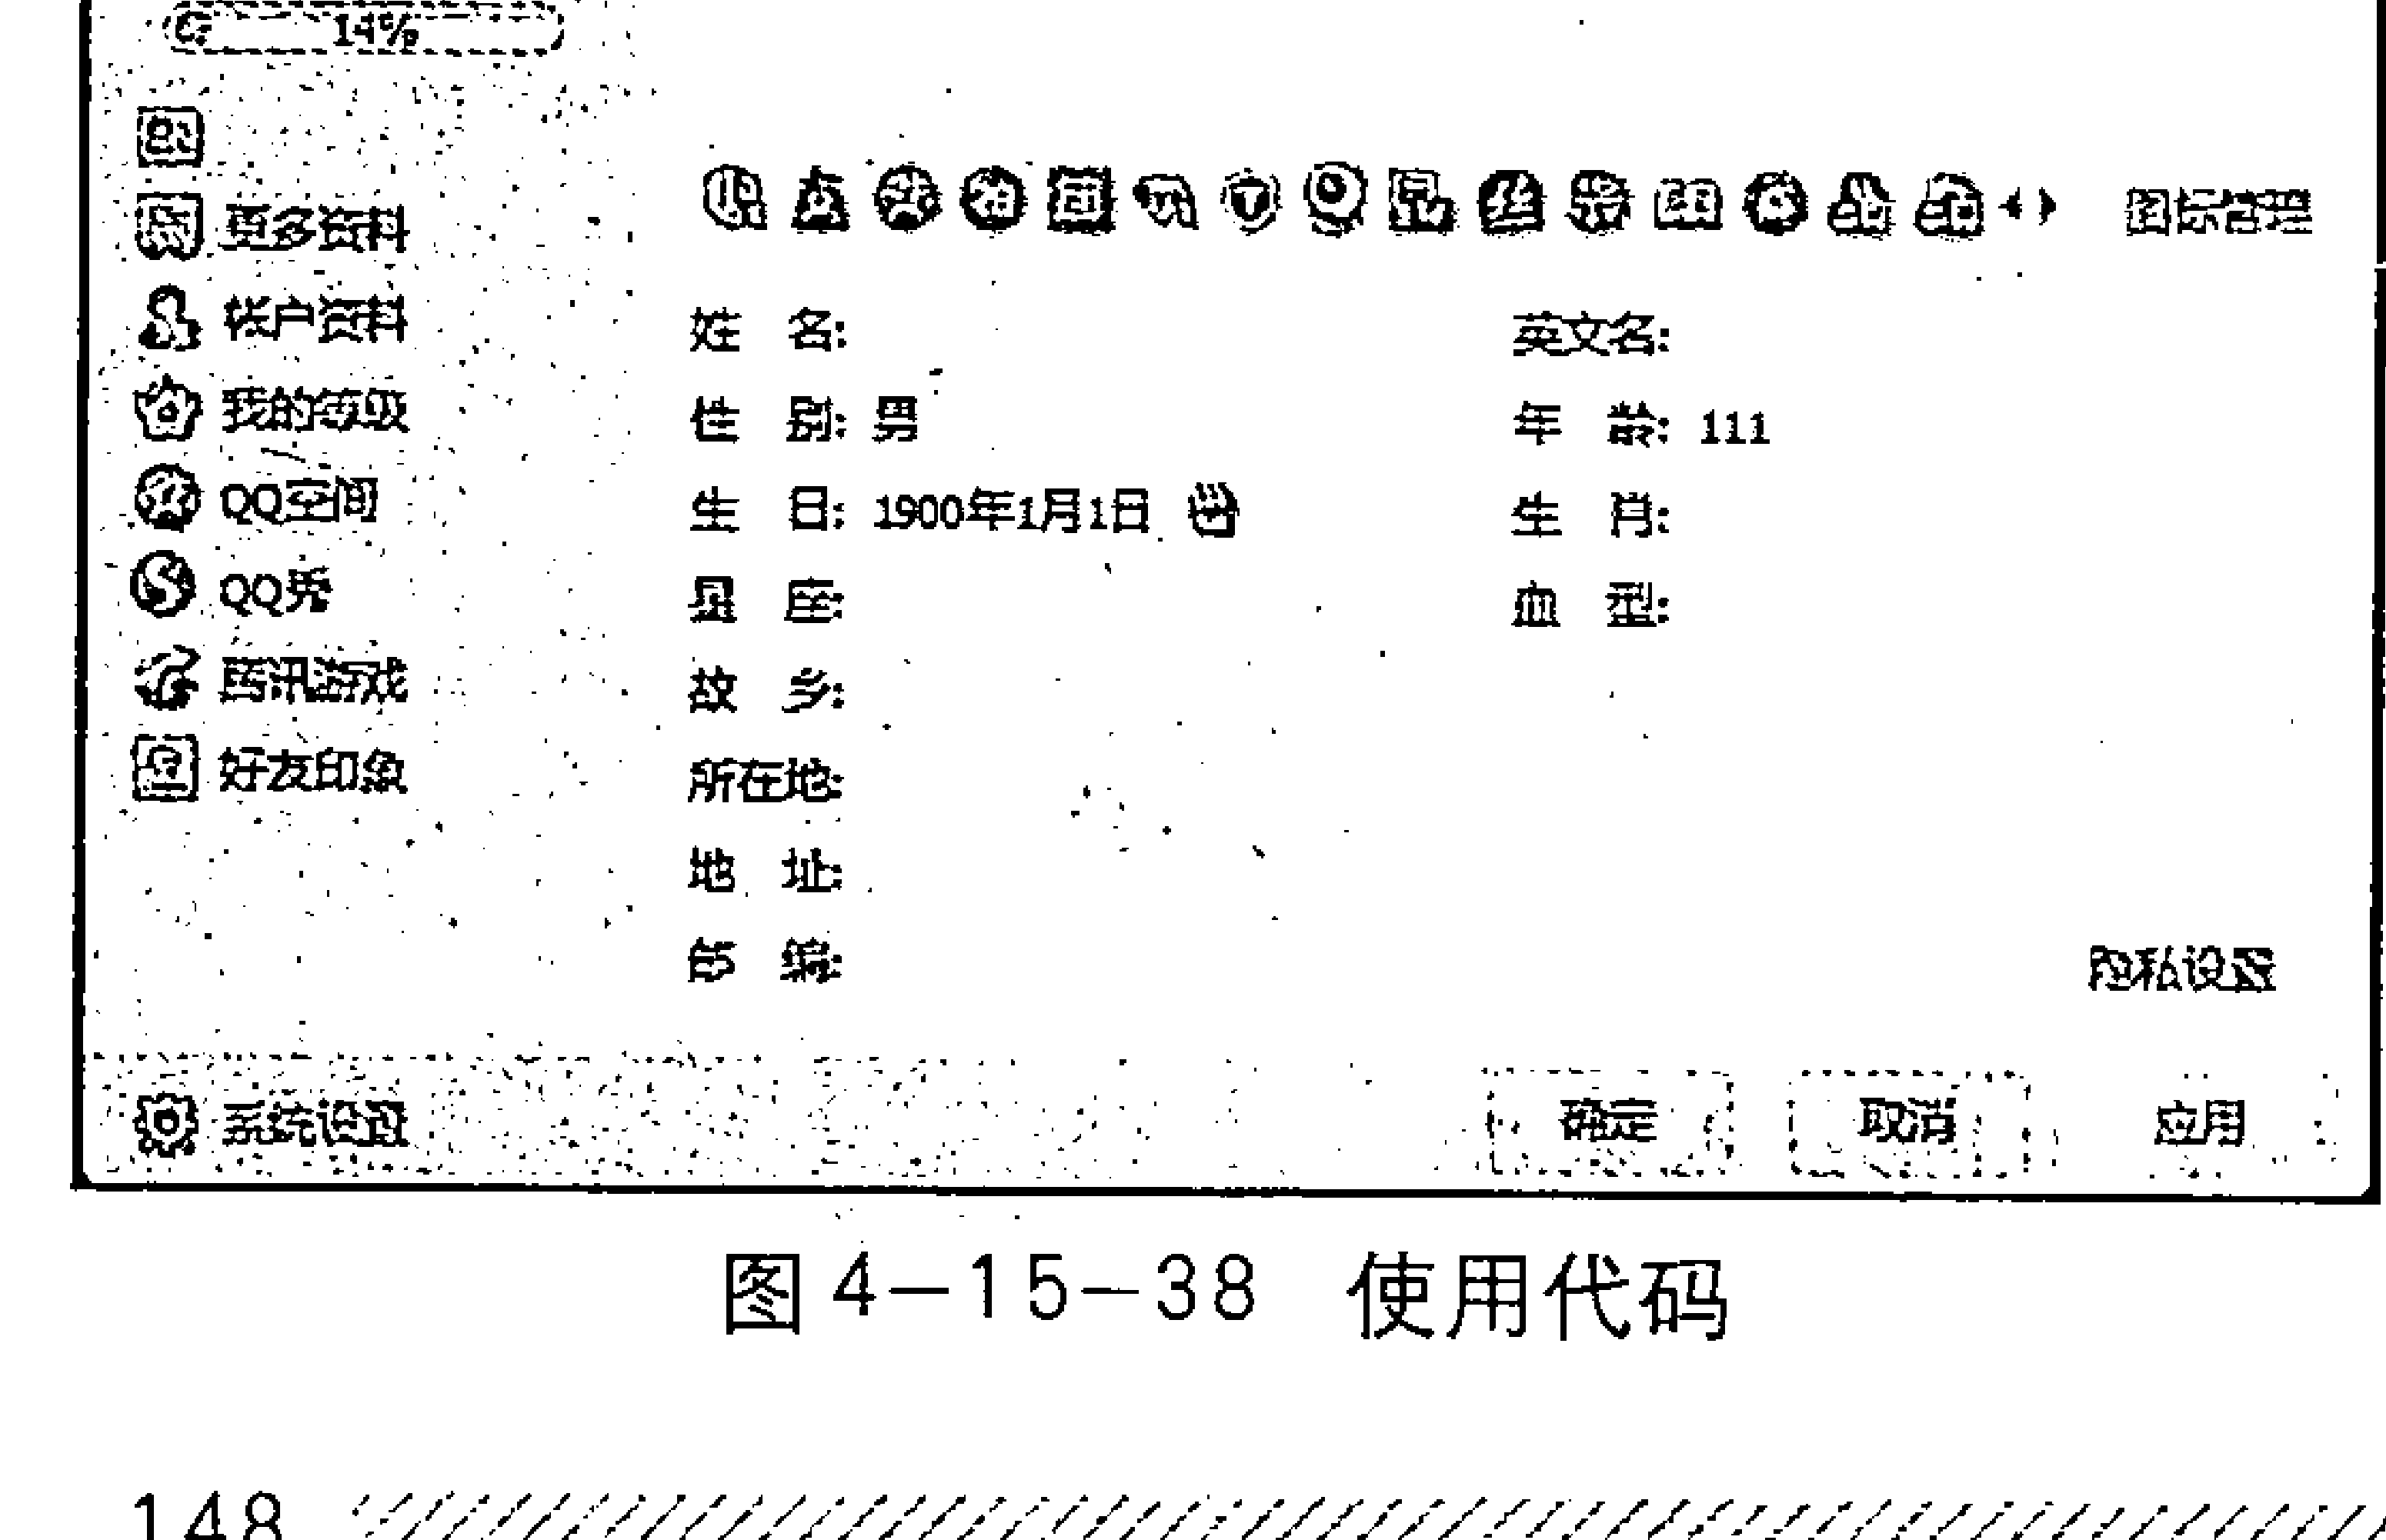 14%
更多资料
帐户资料
我的等级
QQ空间
QQ秀
腾讯游戏
好友印象
图标管理
姓 名:
英文名:
性 别: 男
年 龄: 111
生 日: 1900年1月1日
生 肖:
星 座:
血 型:
故 乡:
所在地:
地 址:
邮 编:
隐私设置
系统设置
确定
取消
应用
图4-15-38 使用代码
148